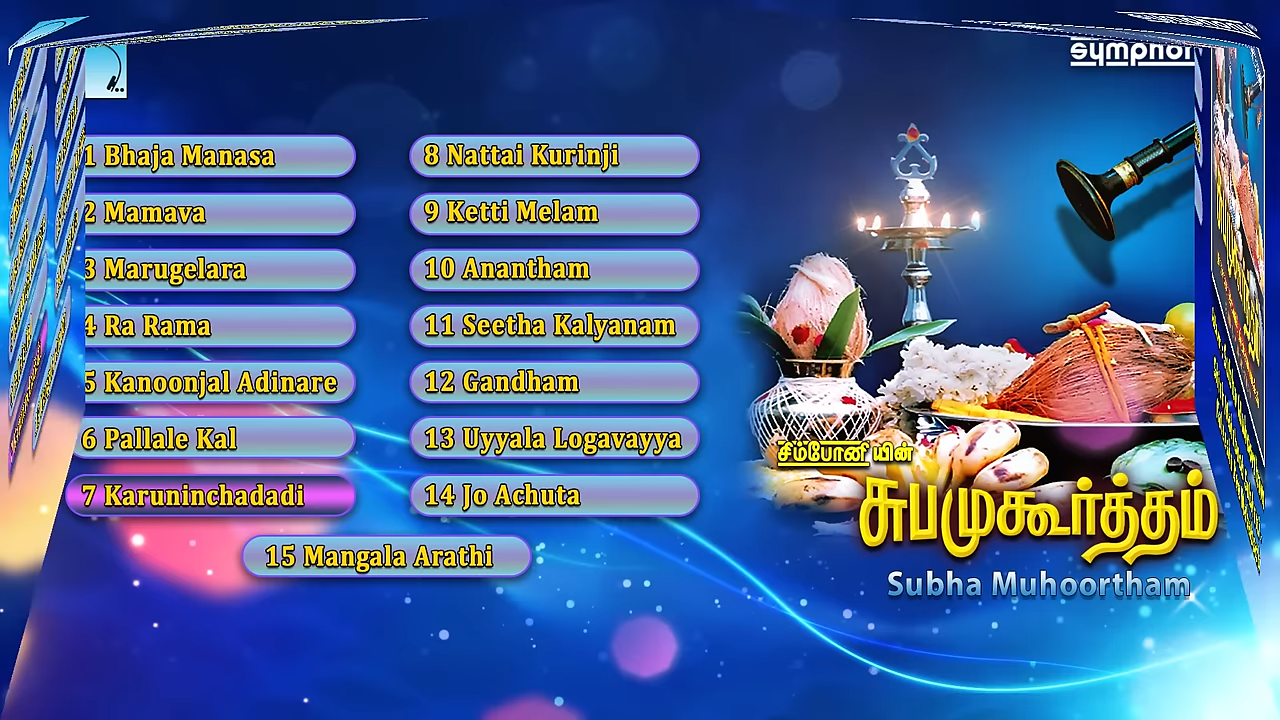 symphon
1 Bhaja Manasa
2 Mamava
3 Marugelara
4 Ra Rama
5 Kanoonjal Adinare
6 Pallale Kal
7 Karuninchadadi
8 Nattai Kurinji
9 Ketti Melam
10 Anantham
11 Seetha Kalyanam
12 Gandham
13 Uyyala Logavayya
14 Jo Achuta
15 Mangala Arathi
சிம்போனி யின்
சுபமுகூர்த்தம்
Subha Muhoortham